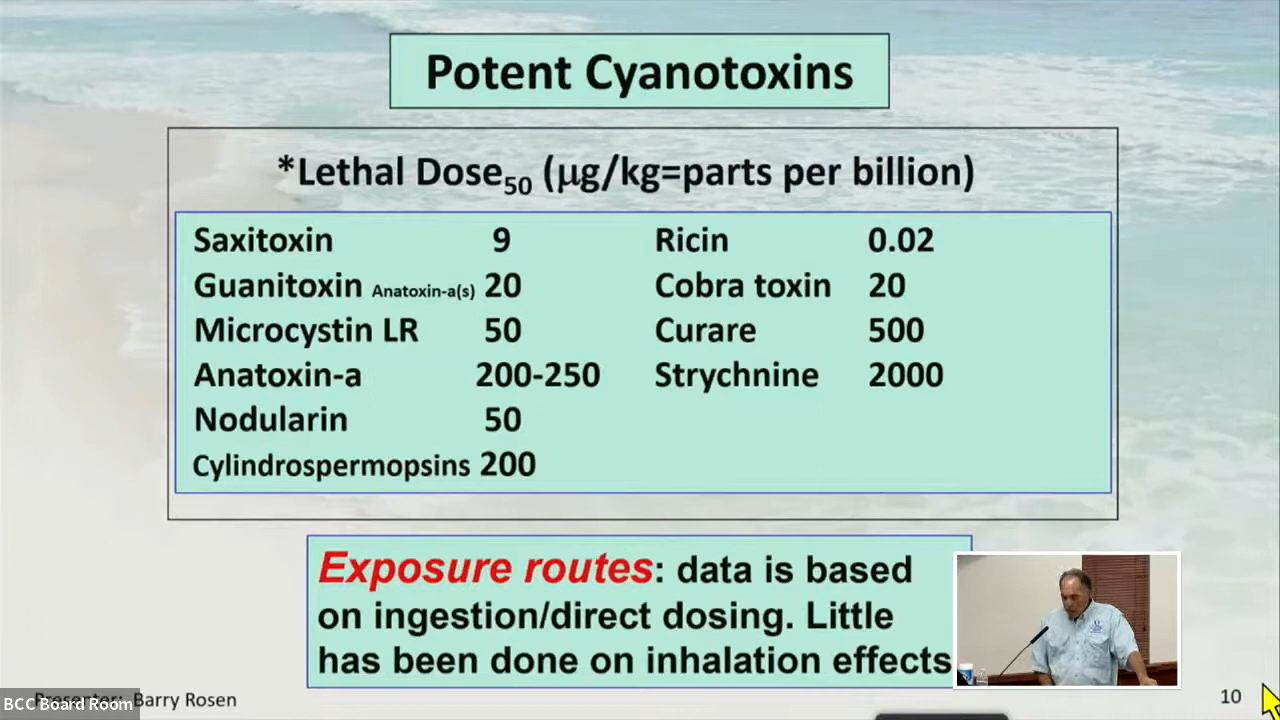 Potent Cyanotoxins
*Lethal Dose50 (µg/kg=parts per billion)
Saxitoxin 9 Ricin 0.02
Guanitoxin Anatoxin-a(s) 20 Cobra toxin 20
Microcystin LR 50 Curare 500
Anatoxin-a 200-250 Strychnine 2000
Nodularin 50
Cylindrospermopsins 200
Exposure routes: data is based
on ingestion/direct dosing. Little
has been done on inhalation effects
Presenter: Barry Rosen
BCC Board Room
10